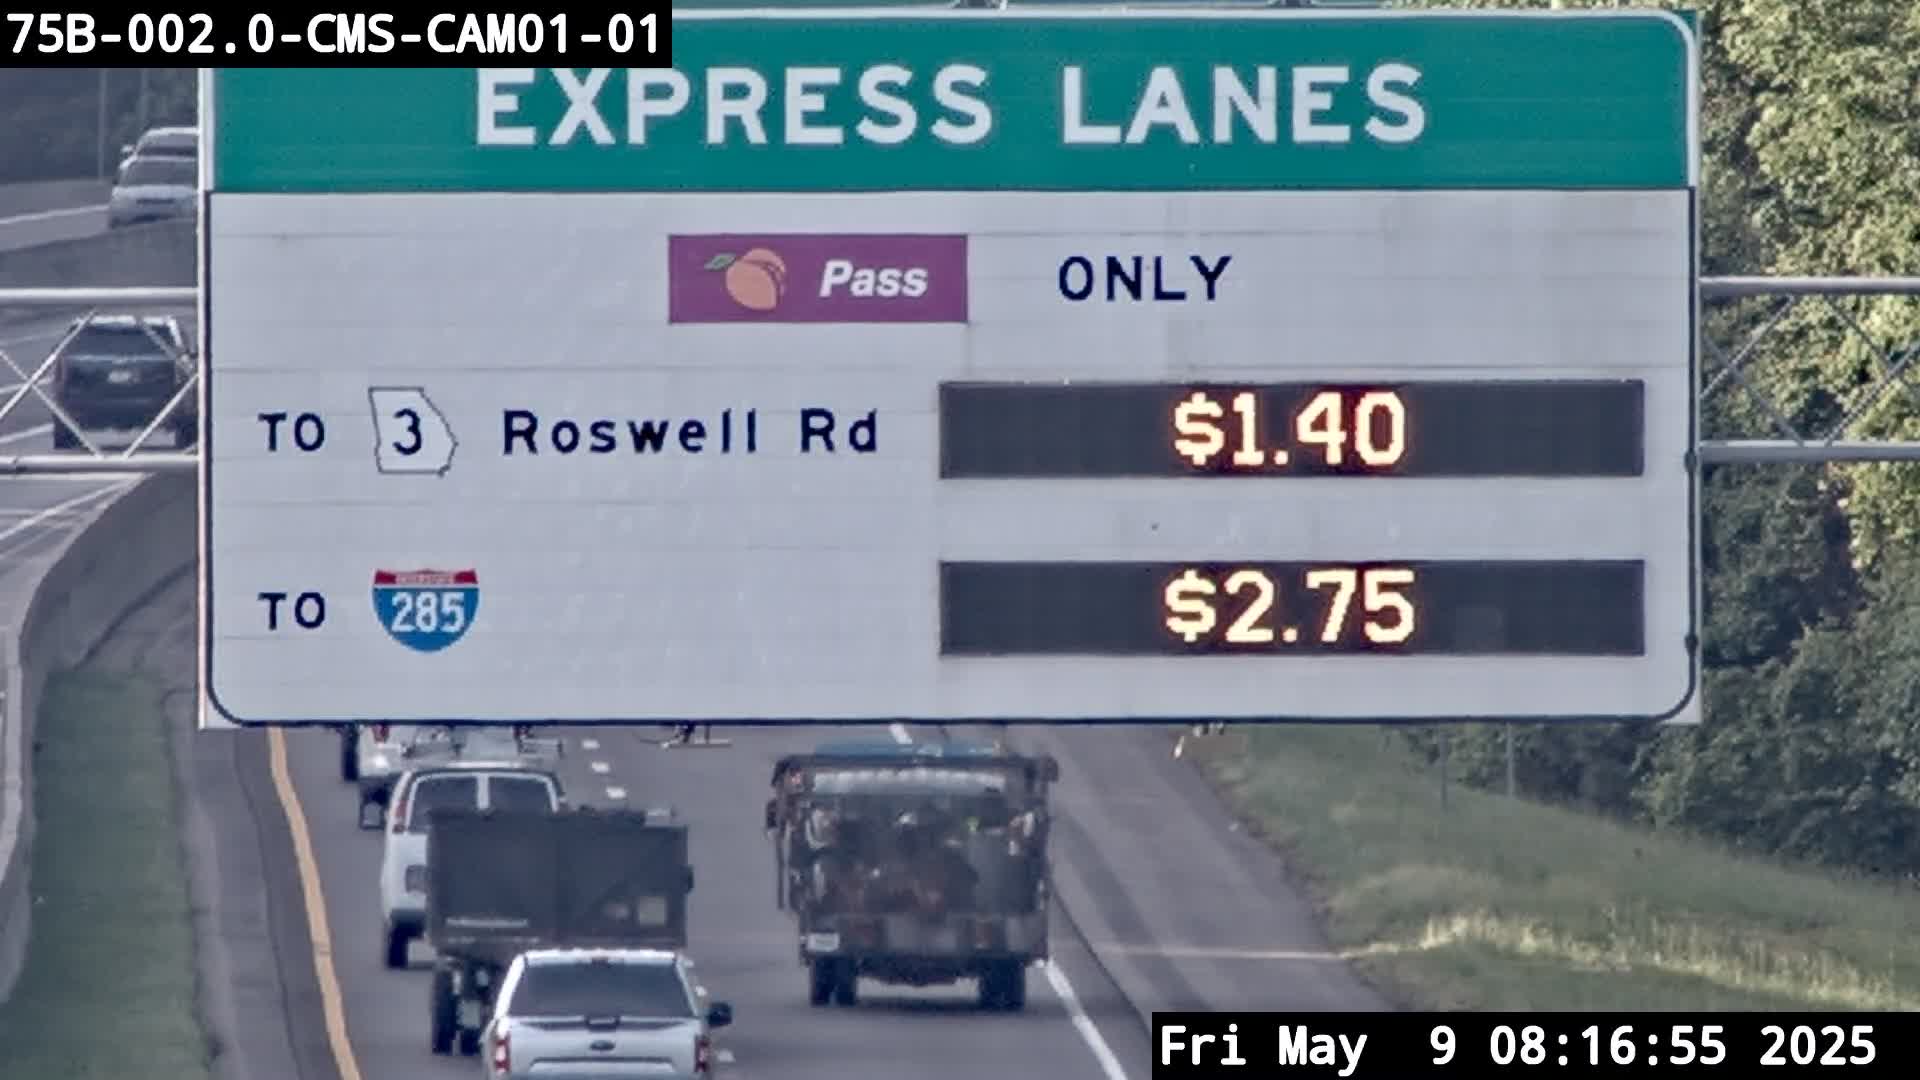 75B-002.0-CMS-CAM01-01
EXPRESS LANES
Pass ONLY
TO 3 Roswell Rd $1.40
TO 285 $2.75
Fri May 9 08:16:55 2025